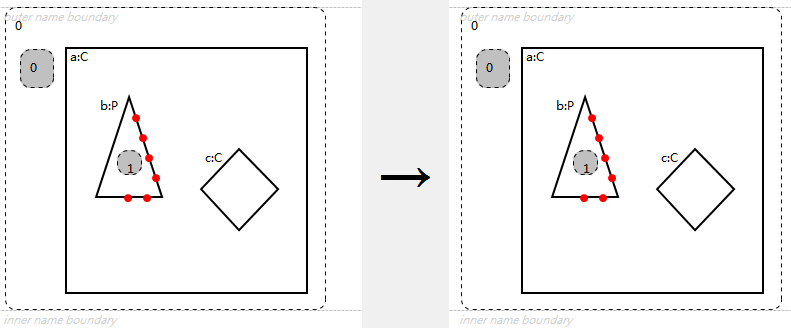 outer name boundary
outer name boundary
0
0
0
0
a:C
a:C
b:P
b:P
c:C
c:C
1
1
inner name boundary
inner name boundary